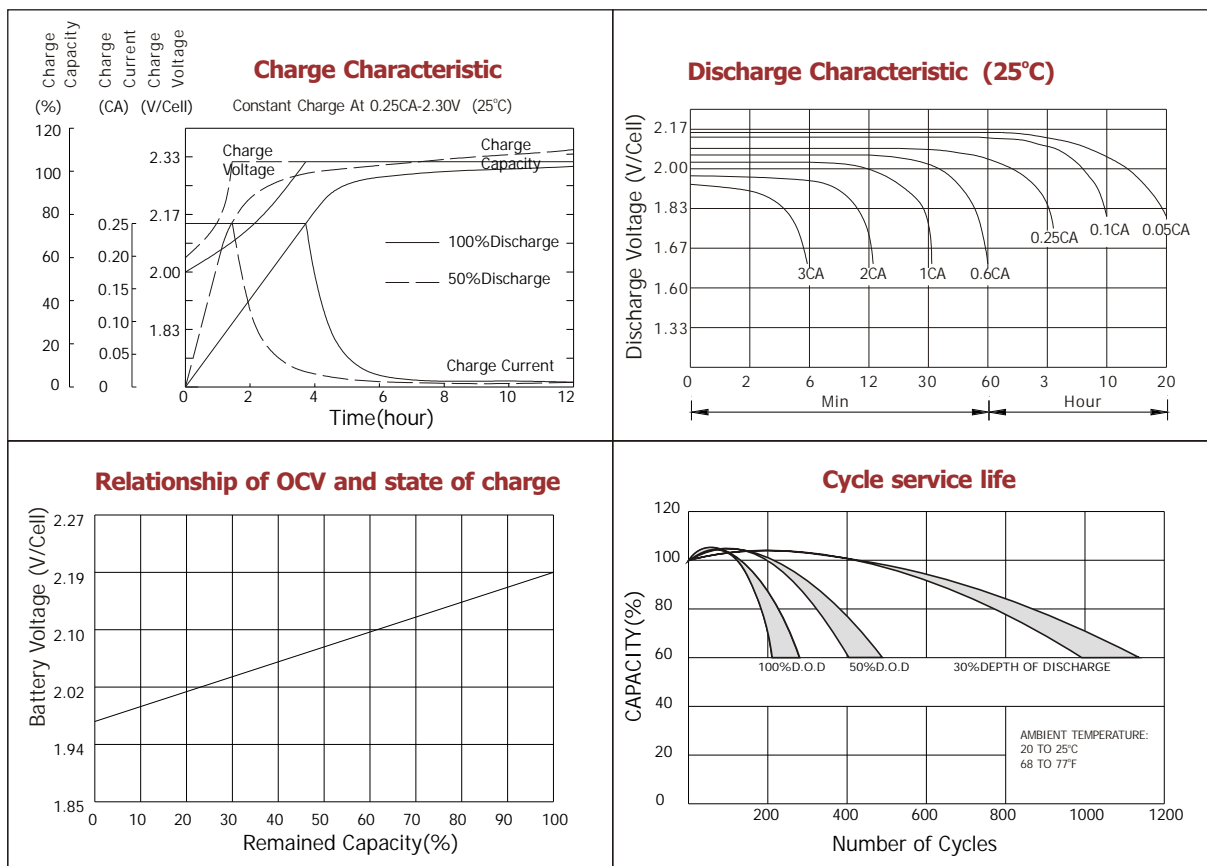 Charge
Capacity
Charge
Current
Charge
Voltage
(%)
(CA)
(V/Cell)
Charge Characteristic
Constant Charge At 0.25CA-2.30V (25°C)
120
100
80
60
40
20
0
0.25
0.20
0.15
0.10
0.05
0
2.33
2.17
2.00
1.83
Charge
Voltage
Charge
Capacity
100%Discharge
50%Discharge
Charge Current
0 2 4 6 8 10 12
Time(hour)
Discharge Characteristic (25°C)
Discharge Voltage (V/Cell)
2.17
2.00
1.83
1.67
1.60
1.33
3CA 2CA 1CA 0.6CA 0.25CA 0.1CA 0.05CA
0 2 6 12 30 60 3 10 20
Min Hour
Relationship of OCV and state of charge
Battery Voltage (V/Cell)
2.27
2.19
2.10
2.02
1.94
1.85
0 10 20 30 40 50 60 70 80 90 100
Remained Capacity(%)
Cycle service life
CAPACITY(%)
120
100
80
60
40
20
0
100%D.O.D 50%D.O.D 30%DEPTH OF DISCHARGE
AMBIENT TEMPERATURE:
20 TO 25°C
68 TO 77°F
200 400 600 800 1000 1200
Number of Cycles